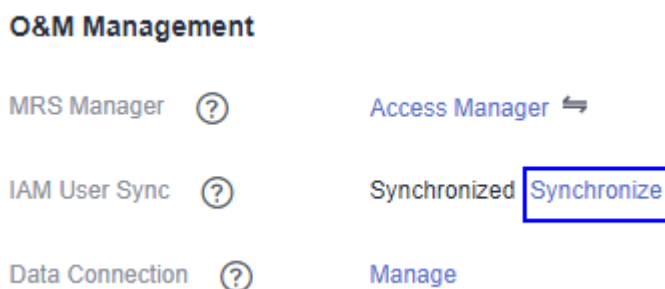 O&M Management
MRS Manager ? Access Manager ⇋
IAM User Sync ? Synchronized Synchronize
Data Connection ? Manage